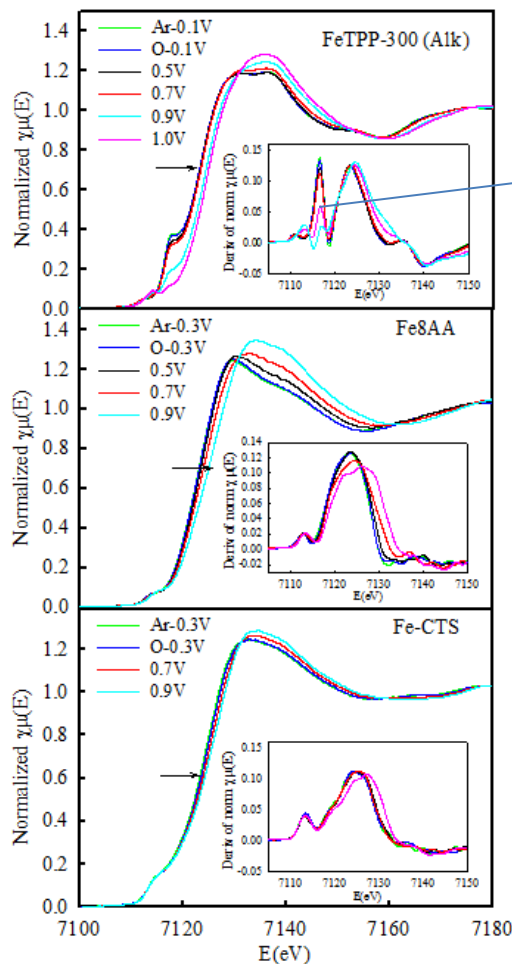 FeTPP-300 (Alk)
Normalized χμ(E)
1.4
1.2
1.0
0.8
0.6
0.4
0.2
0.0
Ar-0.1V
O-0.1V
0.5V
0.7V
0.9V
1.0V
Deriv of norm χμ(E)
0.15
0.10
0.05
0.00
-0.05
7110 7120 7130 7140 7150
E(eV)
Fe8AA
Normalized χμ(E)
1.4
1.2
1.0
0.8
0.6
0.4
0.2
0.0
Ar-0.3V
O-0.3V
0.5V
0.7V
0.9V
Deriv of norm χ μ(E)
0.14
0.12
0.10
0.08
0.06
0.04
0.02
0.00
-0.02
7110 7120 7130 7140 7150
E(eV)
Fe-CTS
Normalized χμ(E)
1.2
1.0
0.8
0.6
0.4
0.2
0.0
Ar-0.3V
O-0.3V
0.7V
0.9V
Deriv of norm χμ(E)
0.15
0.10
0.05
0.00
-0.05
7110 7120 7130 7140 7150
E(eV)
7100 7120 7140 7160 7180
E(eV)